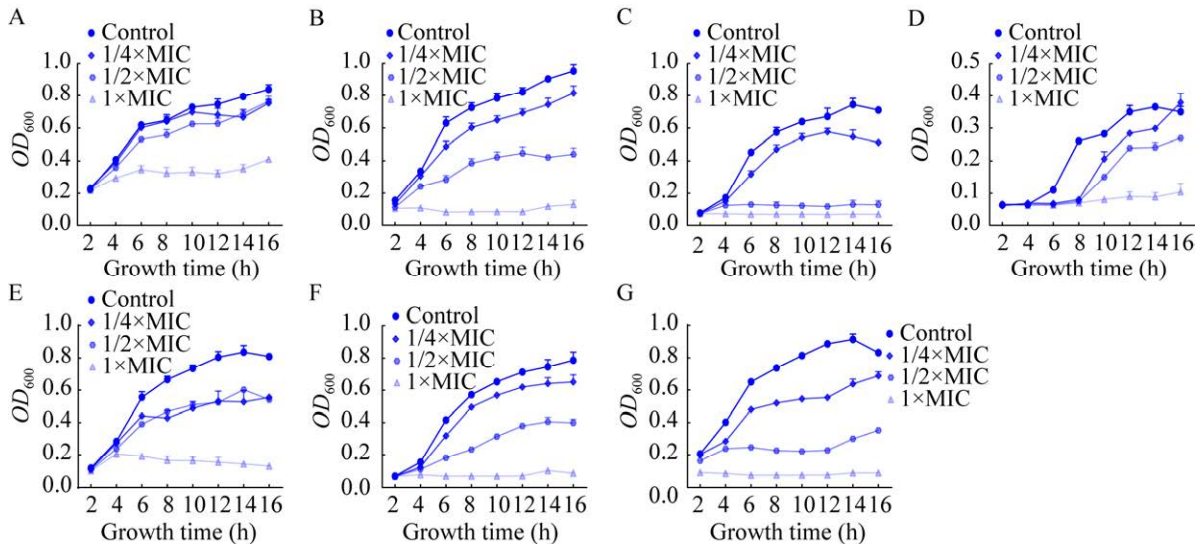 A
Control
1/4×MIC
1/2×MIC
1×MIC
1.0
0.8
0.6
0.4
0.2
0.0
OD600
2 4 6 8 10 12 14 16
Growth time (h)
B
Control
1/4×MIC
1/2×MIC
1×MIC
1.0
0.8
0.6
0.4
0.2
0.0
OD600
2 4 6 8 10 12 14 16
Growth time (h)
C
Control
1/4×MIC
1/2×MIC
1×MIC
1.0
0.8
0.6
0.4
0.2
0.0
OD600
2 4 6 8 10 12 14 16
Growth time (h)
D
Control
1/4×MIC
1/2×MIC
1×MIC
0.5
0.4
0.3
0.2
0.1
0.0
OD600
2 4 6 8 10 12 14 16
Growth time (h)
E
Control
1/4×MIC
1/2×MIC
1×MIC
1.0
0.8
0.6
0.4
0.2
0.0
OD600
2 4 6 8 10 12 14 16
Growth time (h)
F
Control
1/4×MIC
1/2×MIC
1×MIC
1.0
0.8
0.6
0.4
0.2
0.0
OD600
2 4 6 8 10 12 14 16
Growth time (h)
G
Control
1/4×MIC
1/2×MIC
1×MIC
1.0
0.8
0.6
0.4
0.2
0.0
OD600
2 4 6 8 10 12 14 16
Growth time (h)